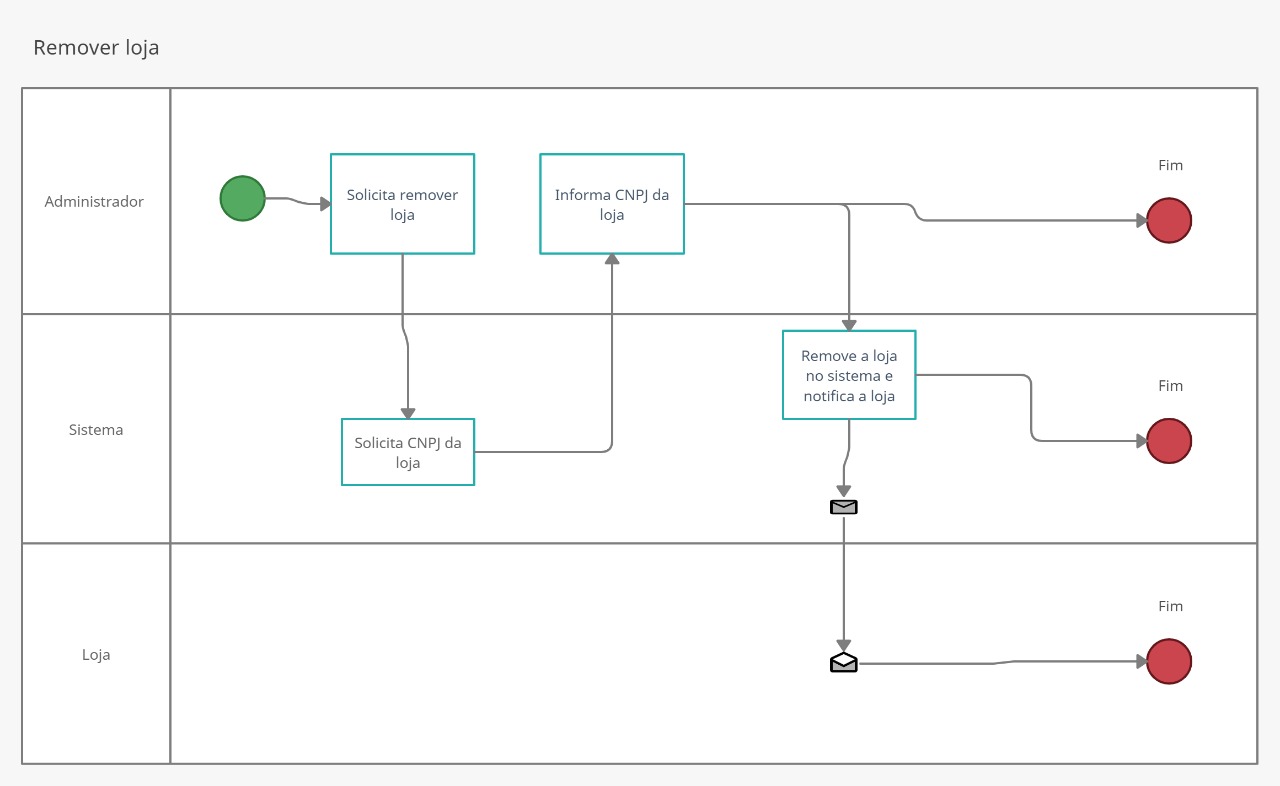 Remover loja
Administrador
Solicita remover
loja
Informa CNPJ da
loja
Fim
Sistema
Solicita CNPJ da
loja
Remove a loja
no sistema e
notifica a loja
Fim
Loja
Fim